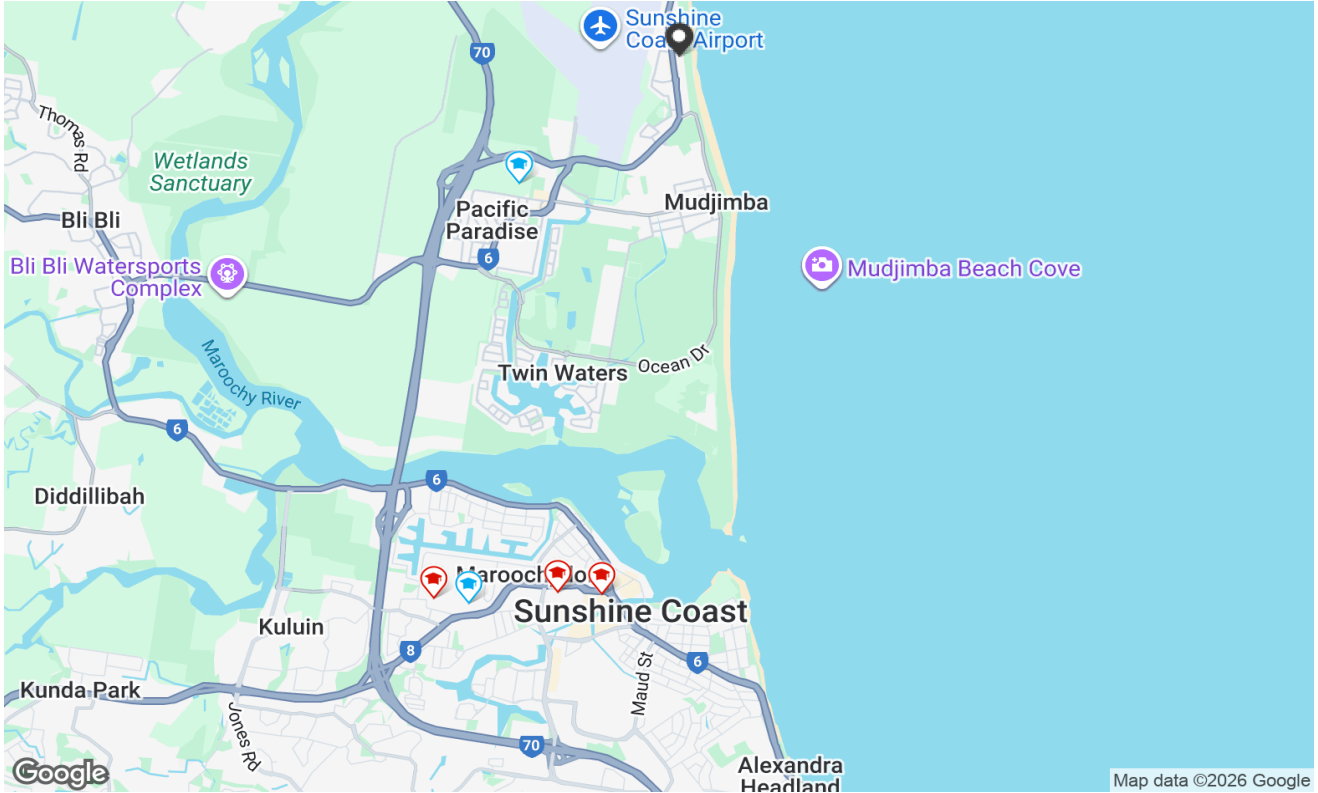 Sunshine
Coast Airport
70
Thomas Rd
Wetlands
Sanctuary
Mudjimba
Bli Bli
Pacific
Paradise
6
Bli Bli Watersports
Complex
Mudjimba Beach Cove
Maroochy River
Ocean Dr
Twin Waters
6
6
Diddillibah
Maroochydore
Sunshine Coast
Kuluin
8
Maud St
6
Kunda Park
Jones Rd
70
Alexandra
Headland
Google
Map data ©2026 Google